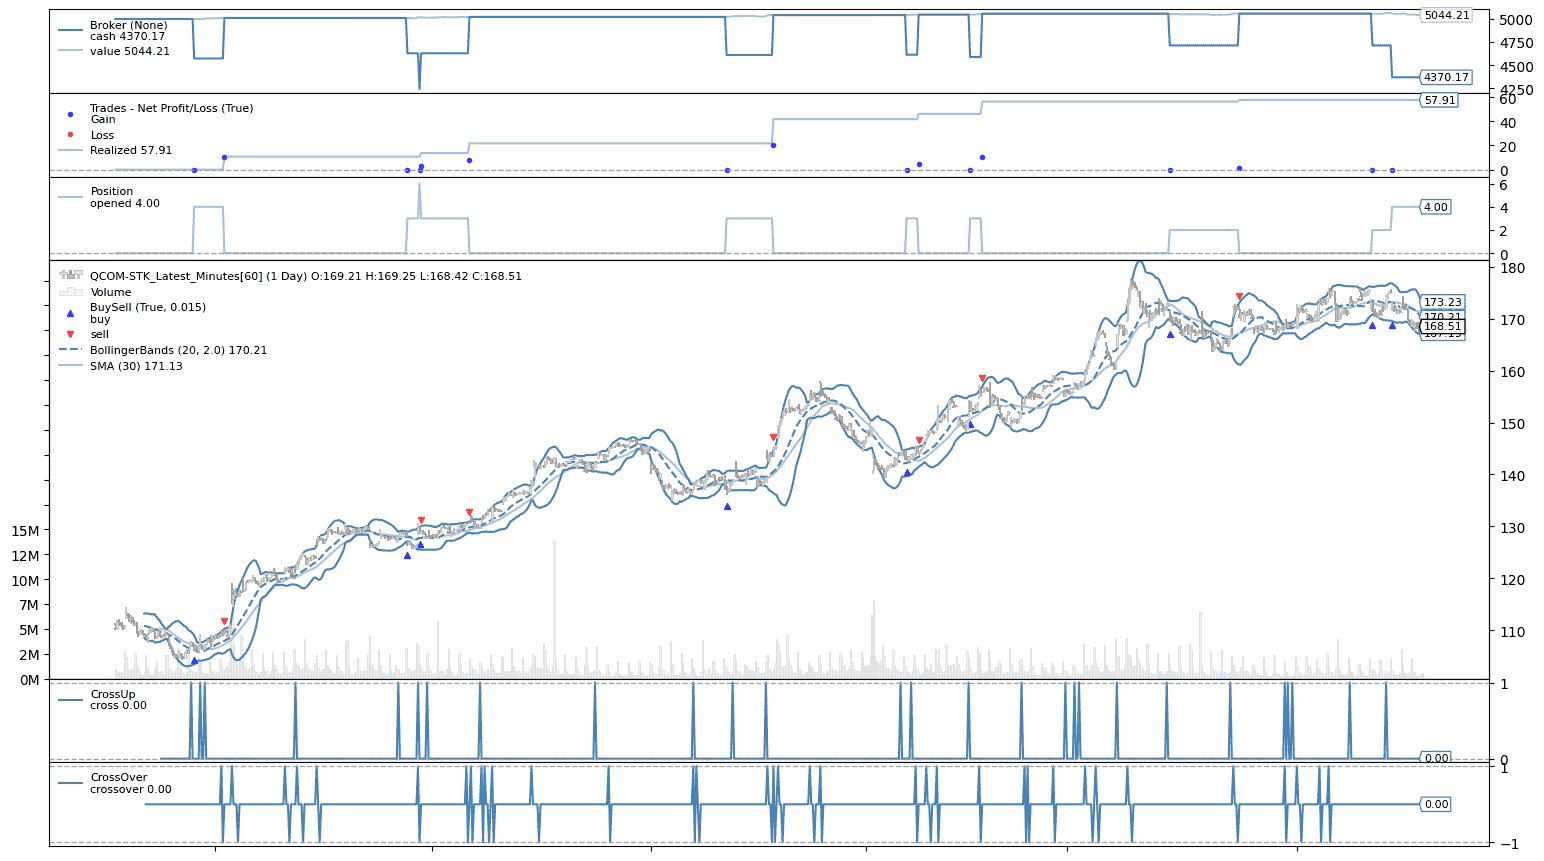 Broker (None)
cash 4370.17
value 5044.21
5044.21
5000
4750
4500
4370.17
4250
Trades - Net Profit/Loss (True)
Gain
Loss
Realized 57.91
57.91
60
40
20
0
Position
opened 4.00
6
4.00
4
2
0
QCOM-STK_Latest_Minutes[60] (1 Day) O:169.21 H:169.25 L:168.42 C:168.51
Volume
BuySell (True, 0.015)
buy
sell
BollingerBands (20, 2.0) 170.21
SMA (30) 171.13
180
173.23
170.21
170
168.51
160
150
140
130
120
110
15M
12M
10M
7M
5M
2M
0M
CrossUp
cross 0.00
1
0
0.00
CrossOver
crossover 0.00
1
0.00
−1